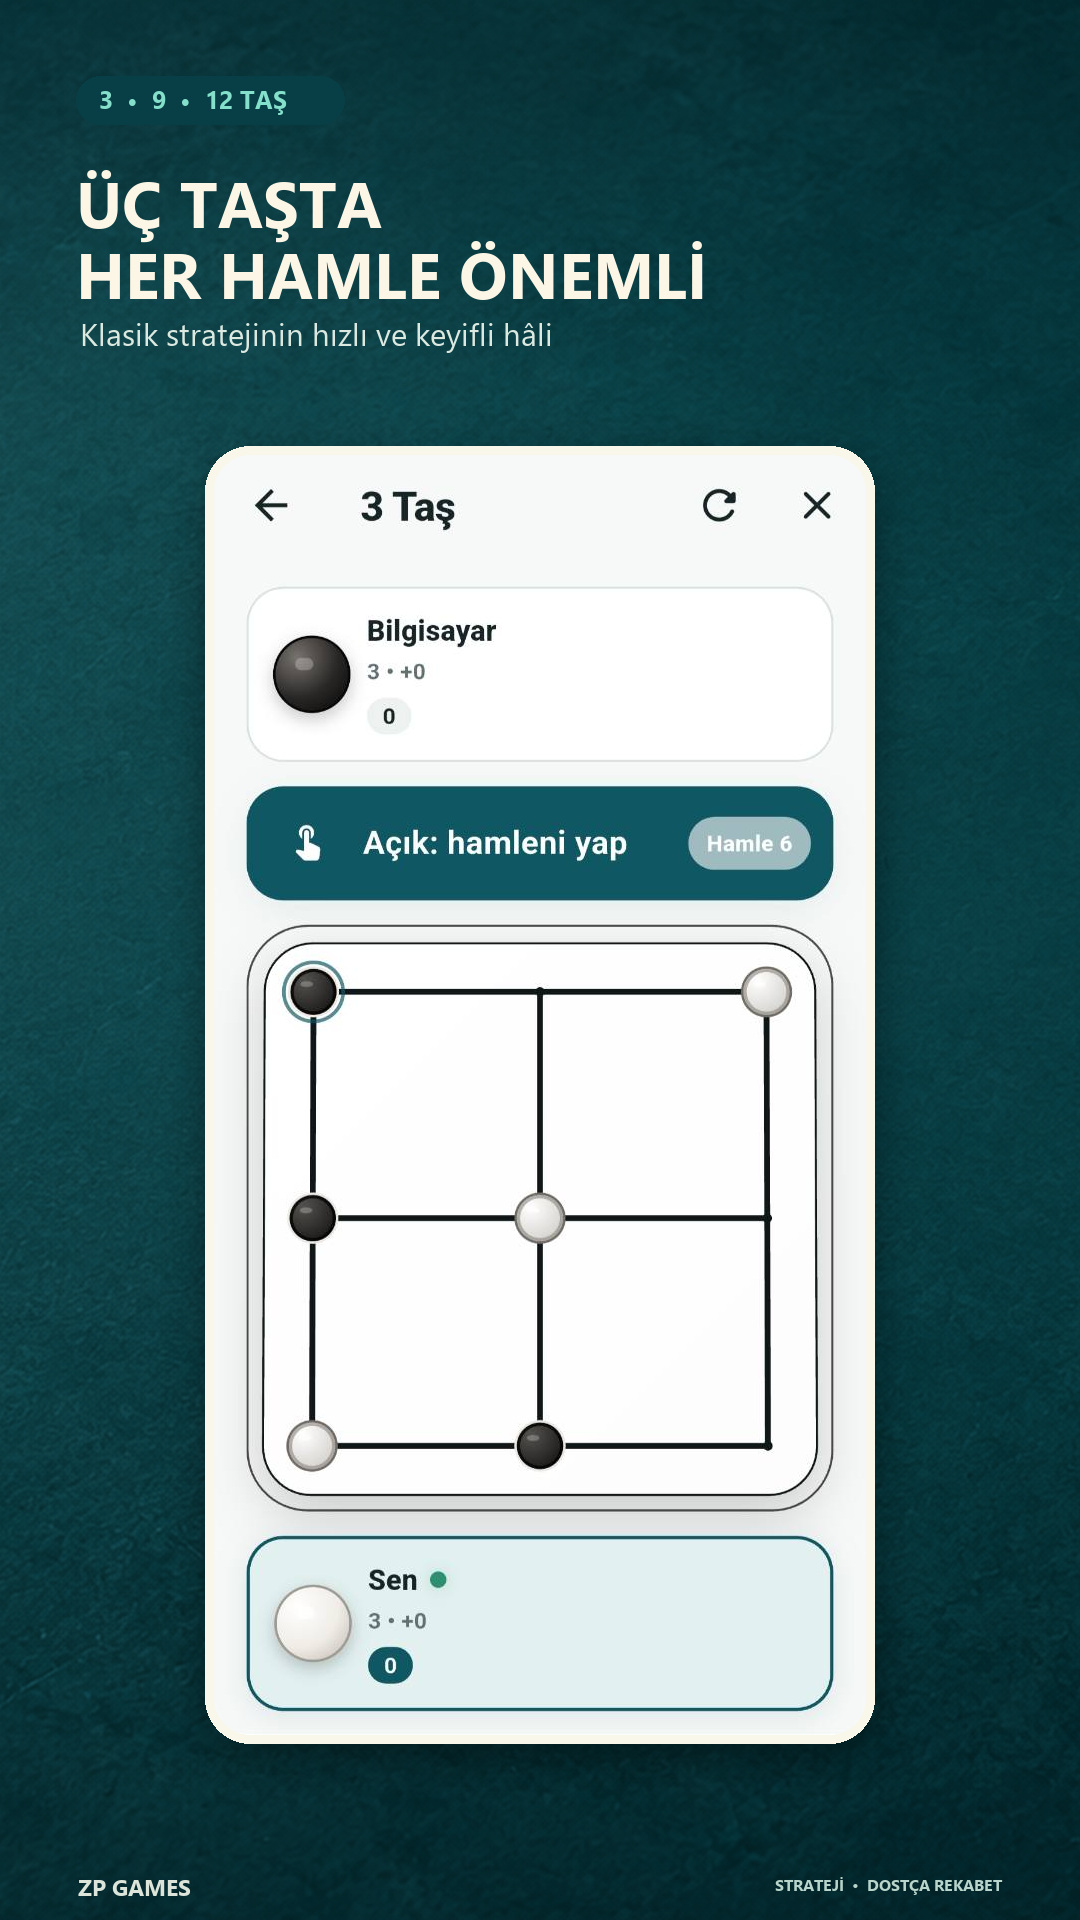 3 • 9 • 12 TAŞ
ÜÇ TAŞTA
HER HAMLE ÖNEMLİ
Klasik stratejinin hızlı ve keyifli hâli
3 Taş
Bilgisayar
3 • +0
0
Açık: hamleni yap
Hamle 6
Sen
3 • +0
0
ZP GAMES
STRATEJİ • DOSTÇA REKABET